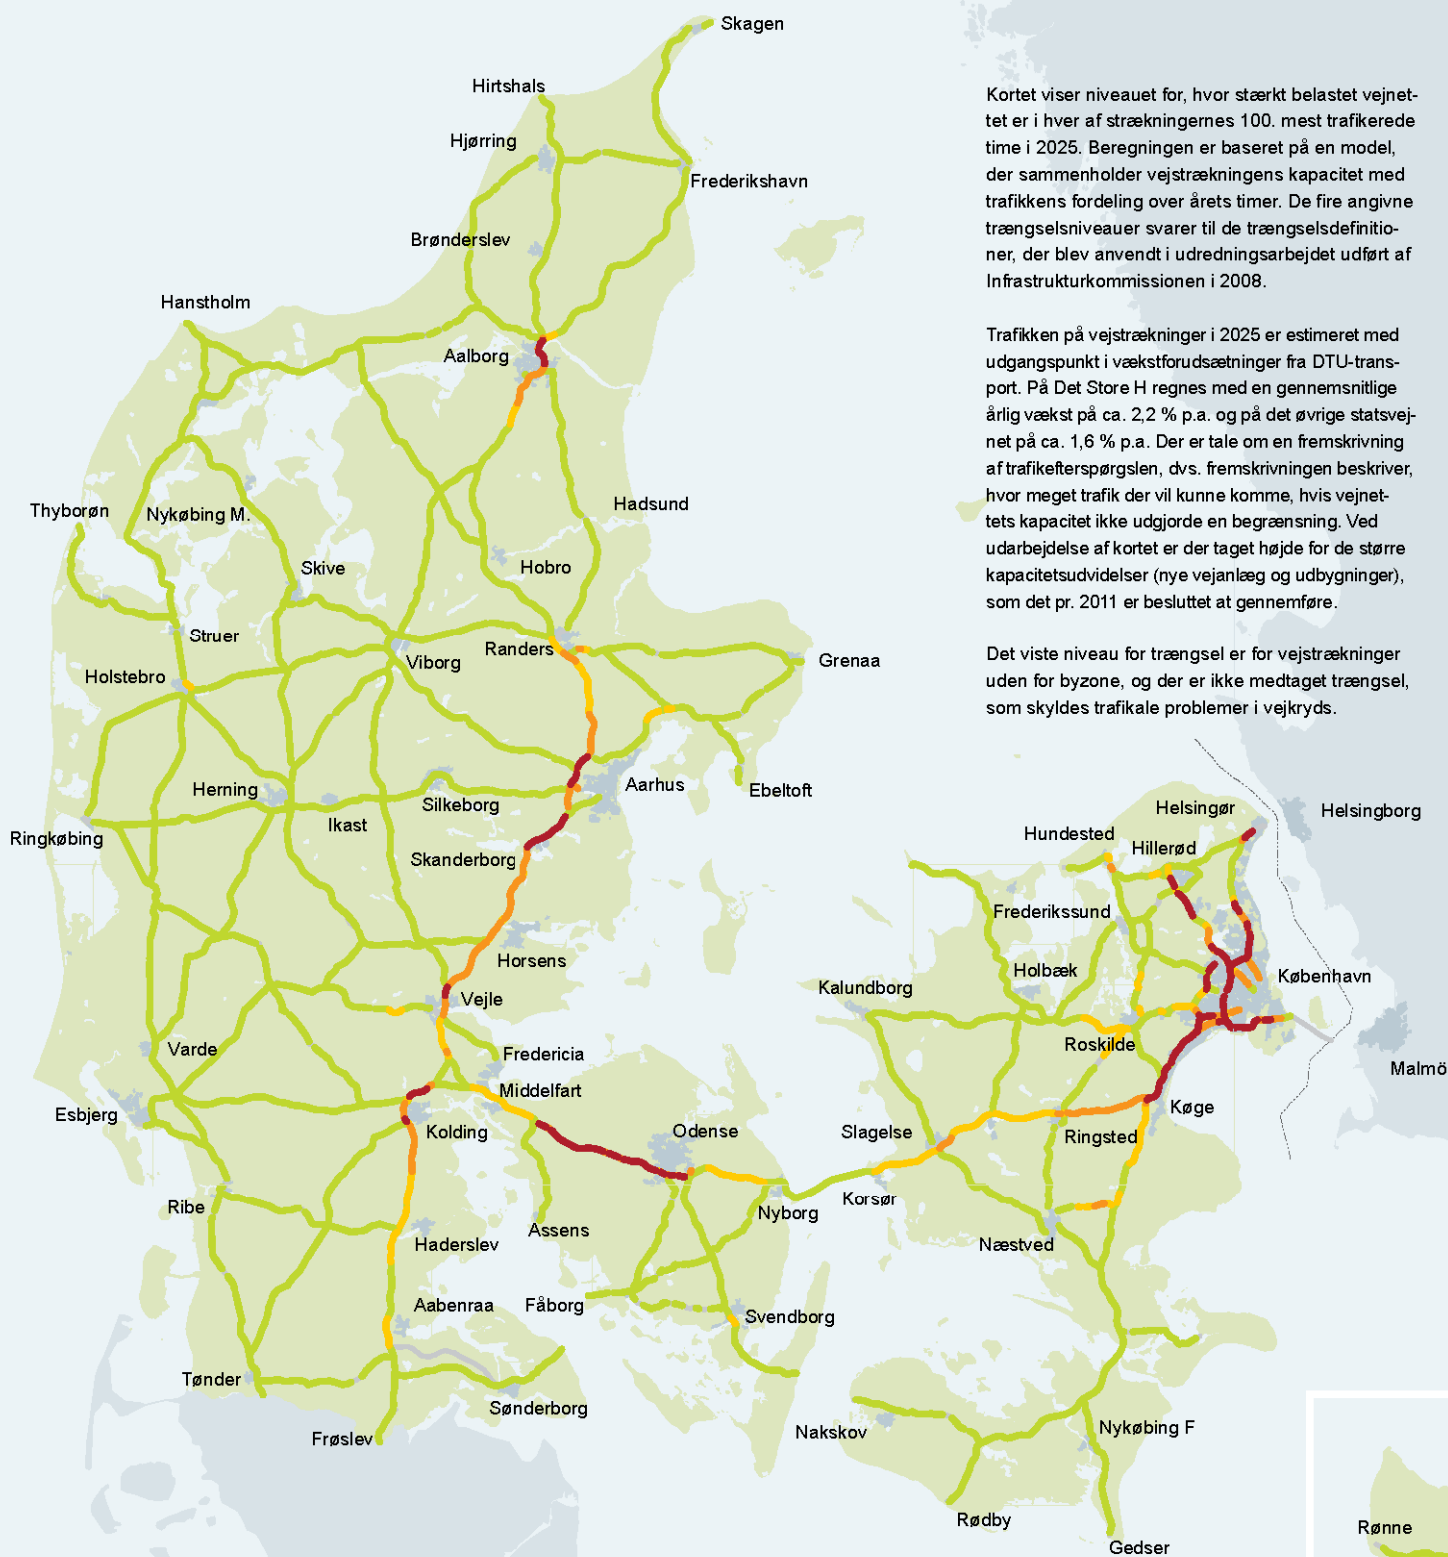 Skagen
Hirtshals
Kortet viser niveauet for, hvor stærkt belastet vejnet-
tet er i hver af strækningernes 100. mest trafikerede
time i 2025. Beregningen er baseret på en model,
der sammenholder vejstrækningens kapacitet med
trafikkens fordeling over årets timer. De fire angivne
trængselsniveauer svarer til de trængselsdefinitio-
ner, der blev anvendt i udredningsarbejdet udført af
Infrastrukturkommissionen i 2008.
Trafikken på vejstrækninger i 2025 er estimeret med
udgangspunkt i vækstforudsætninger fra DTU-trans-
port. På Det Store H regnes med en gennemsnitlige
årlig vækst på ca. 2,2 % p.a. og på det øvrige statsvej-
net på ca. 1,6 % p.a. Der er tale om en fremskrivning
af trafikefterspørgslen, dvs. fremskrivningen beskriver,
hvor meget trafik der vil kunne komme, hvis vejnet-
tets kapacitet ikke udgjorde en begrænsning. Ved
udarbejdelse af kortet er der taget højde for de større
kapacitetsudvidelser (nye vejanlæg og udbygninger),
som det pr. 2011 er besluttet at gennemføre.
Det viste niveau for trængsel er for vejstrækninger
uden for byzone, og der er ikke medtaget trængsel,
som skyldes trafikale problemer i vejkryds.
Hjørring
Frederikshavn
Brønderslev
Hanstholm
Aalborg
Hadsund
Thyborøn
Nykøbing M.
Hobro
Skive
Struer
Randers
Viborg
Grenaa
Holstebro
Aarhus
Herning
Ebeltoft
Silkeborg
Ikast
Ringkøbing
Skanderborg
Helsingør
Helsingborg
Hundested
Hillerød
Frederikssund
Horsens
Holbæk
København
Kalundborg
Vejle
Roskilde
Varde
Fredericia
Malmö
Middelfart
Esbjerg
Køge
Kolding
Odense
Slagelse
Ringsted
Korsør
Ribe
Nyborg
Assens
Haderslev
Næstved
Aabenraa
Fåborg
Svendborg
Tønder
Sønderborg
Nakskov
Nykøbing F
Frøslev
Rødby
Rønne
Gedser